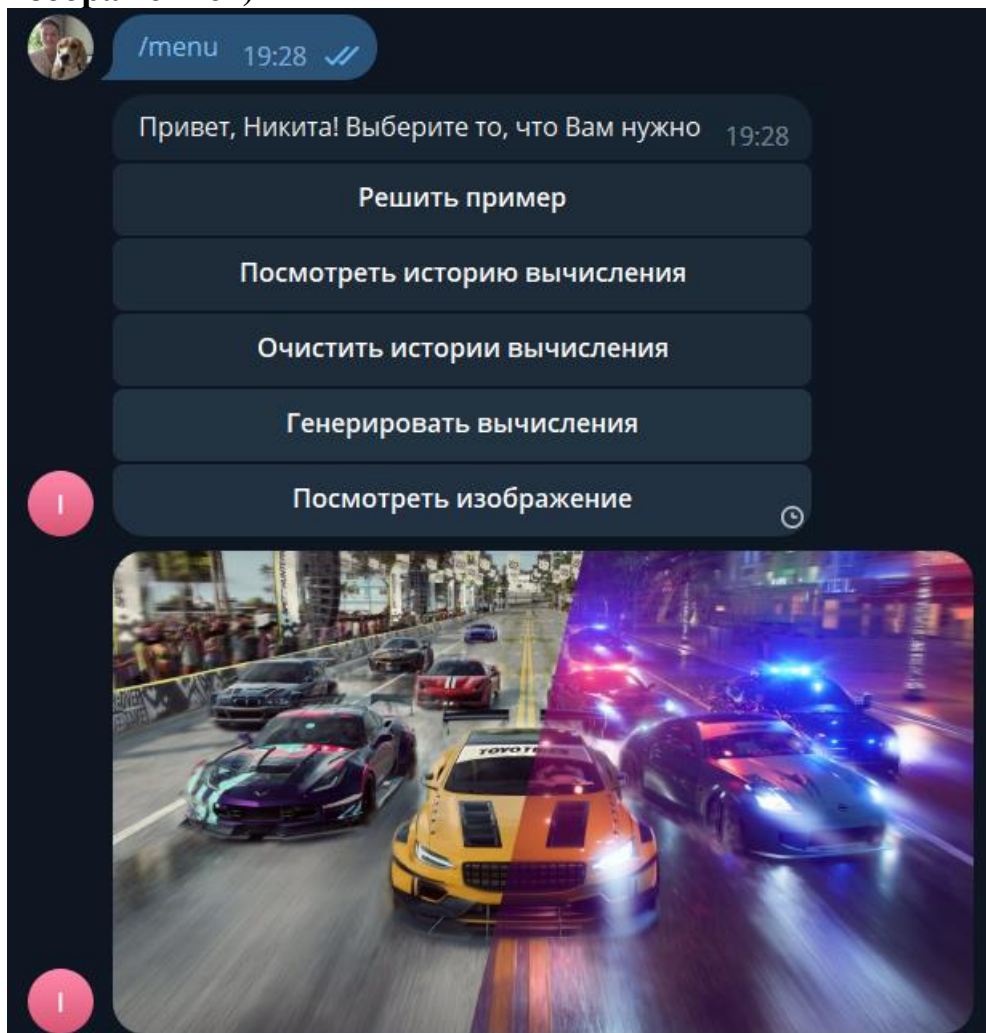 /menu 19:28
Привет, Никита! Выберите то, что Вам нужно 19:28
Решить пример
Посмотреть историю вычисления
Очистить истории вычисления
Генерировать вычисления
Посмотреть изображение
I
I